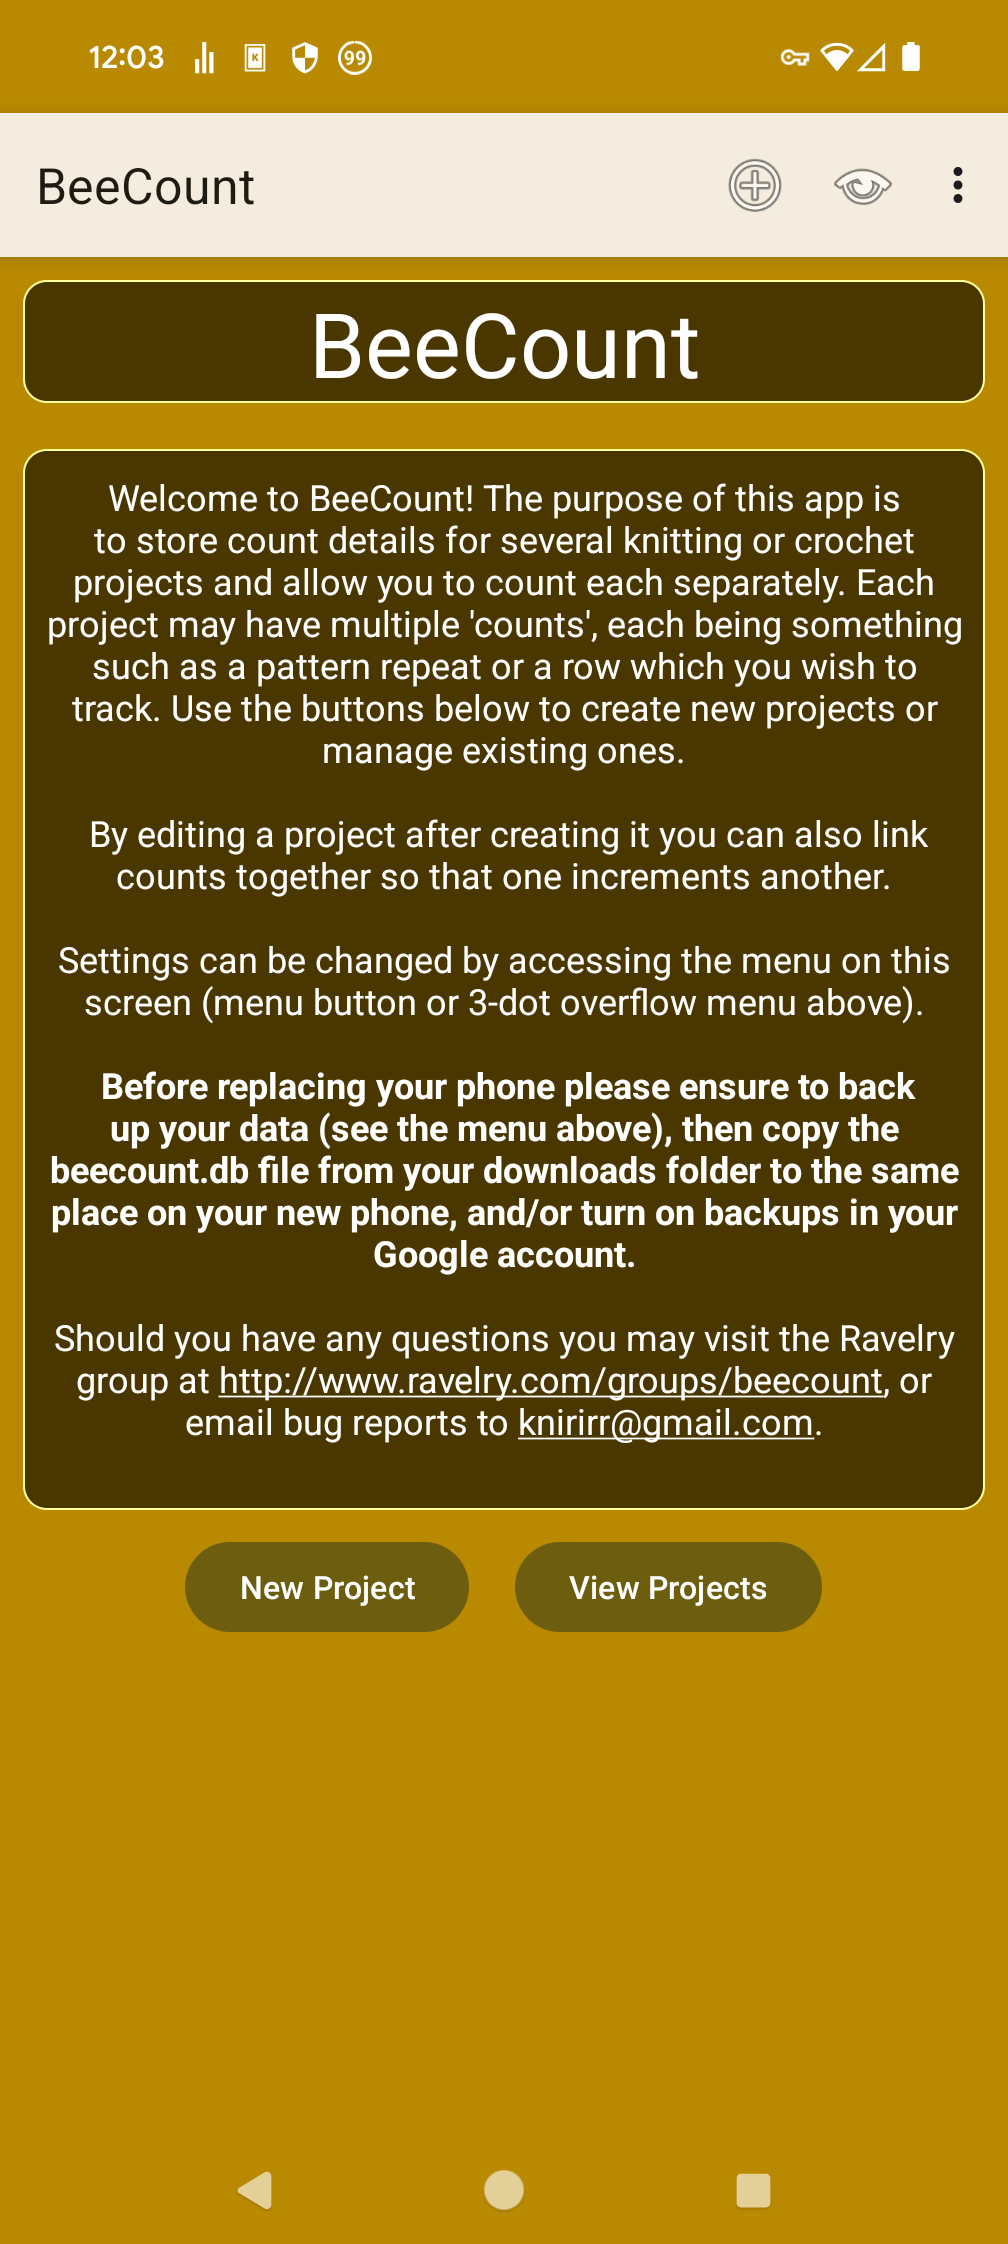 12:03
K
99
BeeCount
BeeCount
Welcome to BeeCount! The purpose of this app is
to store count details for several knitting or crochet
projects and allow you to count each separately. Each
project may have multiple 'counts', each being something
such as a pattern repeat or a row which you wish to
track. Use the buttons below to create new projects or
manage existing ones.
By editing a project after creating it you can also link
counts together so that one increments another.
Settings can be changed by accessing the menu on this
screen (menu button or 3-dot overflow menu above).
Before replacing your phone please ensure to back
up your data (see the menu above), then copy the
beecount.db file from your downloads folder to the same
place on your new phone, and/or turn on backups in your
Google account.
Should you have any questions you may visit the Ravelry
group at http://www.ravelry.com/groups/beecount, or
email bug reports to knirirr@gmail.com.
New Project
View Projects